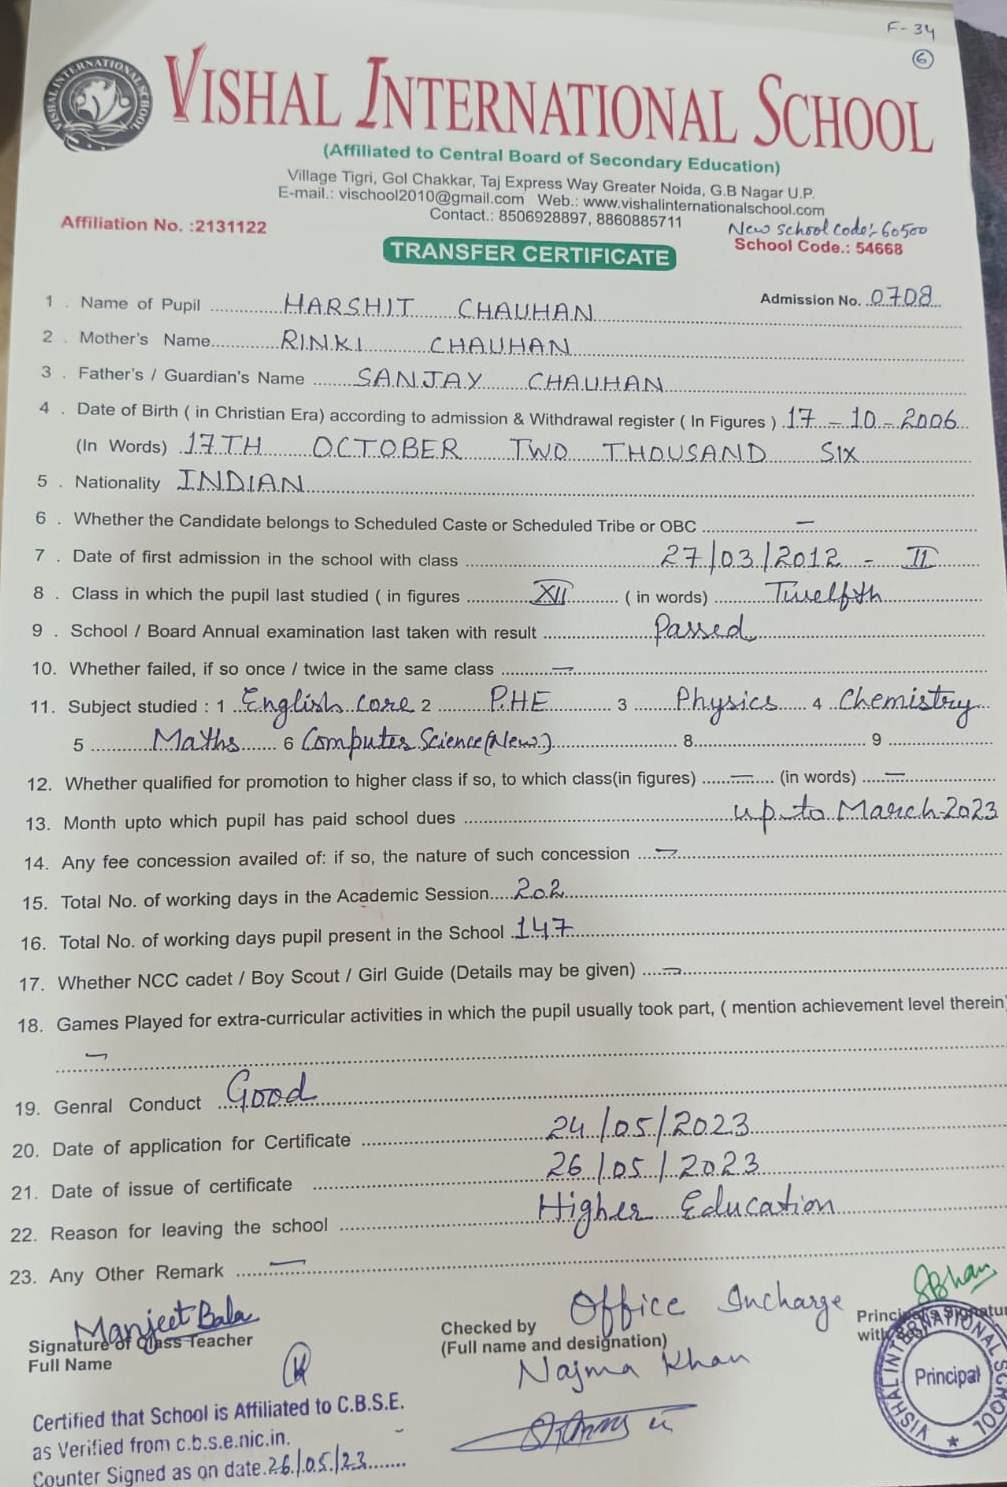 F-34
6
VISHAL INTERNATIONAL SCHOOL
VISHAL INTERNATIONAL SCHOOL
(Affiliated to Central Board of Secondary Education)
Village Tigri, Gol Chakkar, Taj Express Way Greater Noida, G.B Nagar U.P.
E-mail.: vischool2010@gmail.com Web.: www.vishalinternationalschool.com
Contact.: 8506928897, 8860885711
New School Code:- 60500
Affiliation No. :2131122
School Code.: 54668
TRANSFER CERTIFICATE
Admission No. 0708
1 . Name of Pupil HARSHIT CHAUHAN
2 . Mother's Name RINKI CHAUHAN
3 . Father's / Guardian's Name SANJAY CHAUHAN
4 . Date of Birth ( in Christian Era) according to admission & Withdrawal register ( In Figures ) 17-10-2006
(In Words) 17TH OCTOBER TWO THOUSAND SIX
5 . Nationality INDIAN
6 . Whether the Candidate belongs to Scheduled Caste or Scheduled Tribe or OBC —
7 . Date of first admission in the school with class 27/03/2012 - II
8 . Class in which the pupil last studied ( in figures XII ( in words) Twelfth
9 . School / Board Annual examination last taken with result Passed
10. Whether failed, if so once / twice in the same class —
11. Subject studied : 1 English Core 2 P.HE 3 Physics 4 Chemistry
5 Maths 6 Computer Science(New) 8 9
12. Whether qualified for promotion to higher class if so, to which class(in figures) — (in words) —
13. Month upto which pupil has paid school dues up to March-2023
14. Any fee concession availed of: if so, the nature of such concession —
15. Total No. of working days in the Academic Session 202
16. Total No. of working days pupil present in the School 147
17. Whether NCC cadet / Boy Scout / Girl Guide (Details may be given) —
18. Games Played for extra-curricular activities in which the pupil usually took part, ( mention achievement level therein)
—
19. Genral Conduct Good
20. Date of application for Certificate 24/05/2023
21. Date of issue of certificate 26/05/2023
22. Reason for leaving the school Higher Education
23. Any Other Remark —
Manjeet Bala
Signature of Class Teacher
Full Name
Office Incharge
Checked by
(Full name and designation)
Najma Khan
with Seal
VISHAL INTERNATIONAL SCHOOL
Principal
Certified that School is Affiliated to C.B.S.E.
as Verified from c.b.s.e.nic.in.
Counter Signed as on date 26/05/23